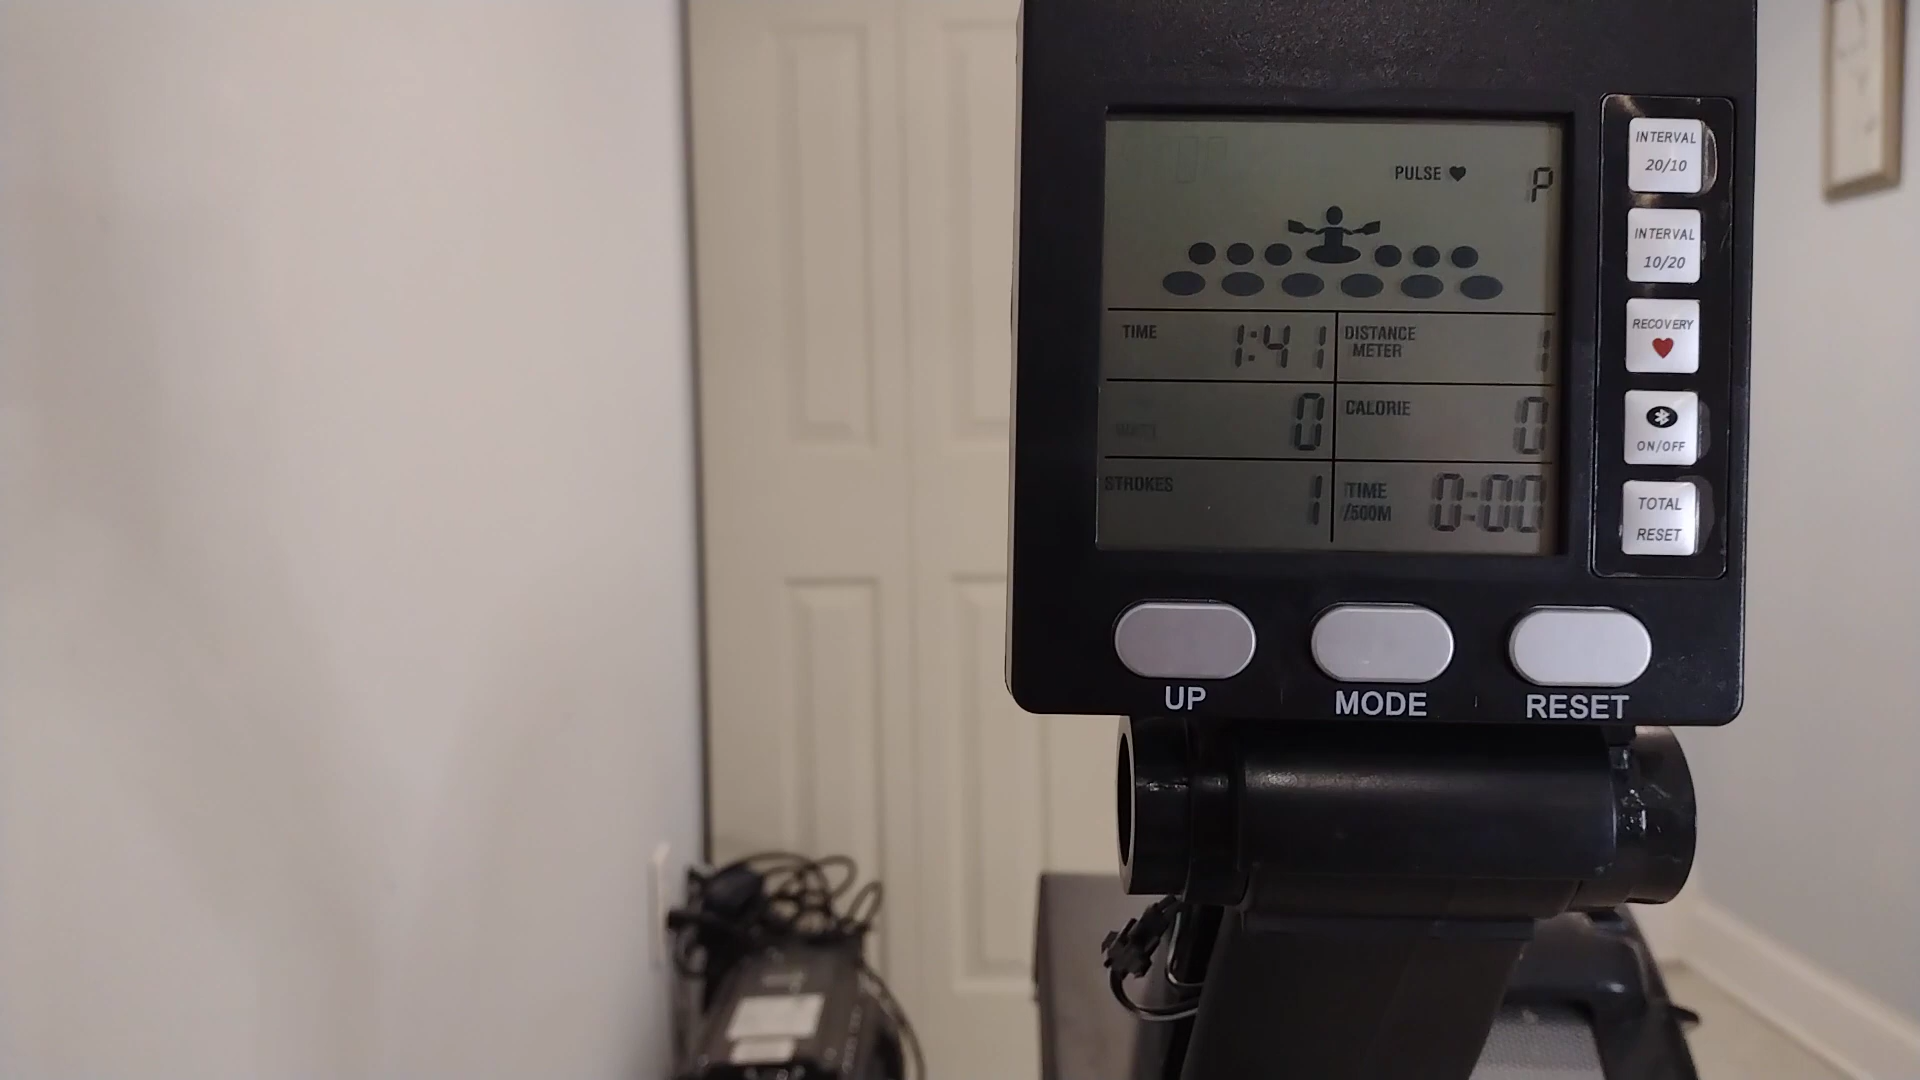 PULSE P
TIME 1:41
DISTANCE METER 1
WATT 0
CALORIE 0
STROKES 1
TIME /500M 0:00
INTERVAL
20/10
INTERVAL
10/20
RECOVERY
ON/OFF
TOTAL
RESET
UP MODE RESET